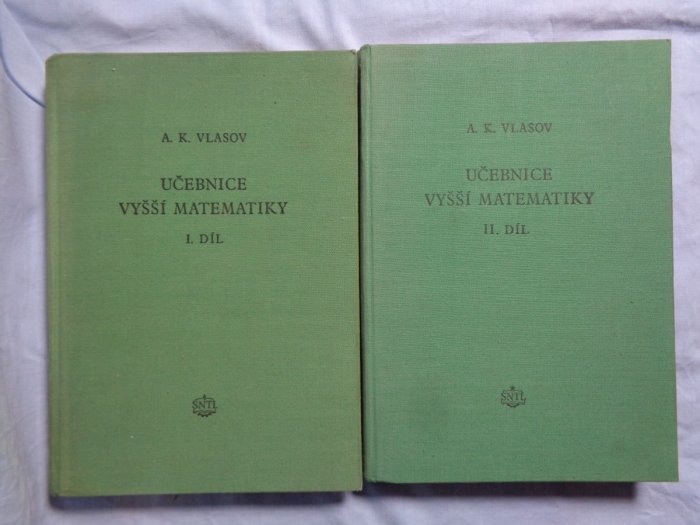 A. K. VLASOV
UČEBNICE
VYŠŠÍ MATEMATIKY
I. DÍL
SNTL
A. K. VLASOV
UČEBNICE
VYŠŠÍ MATEMATIKY
II. DÍL
SNTL